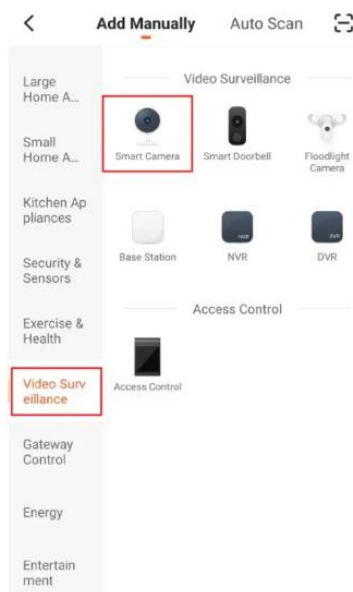 Add Manually
Auto Scan
Large
Home A...
Small
Home A...
Kitchen Ap
pliances
Security &
Sensors
Exercise &
Health
Video Surv
eillance
Gateway
Control
Energy
Entertain
ment
Video Surveillance
Smart Camera
Smart Doorbell
Floodlight
Camera
Base Station
NVR
NVR
DVR
DVR
Access Control
Access Control